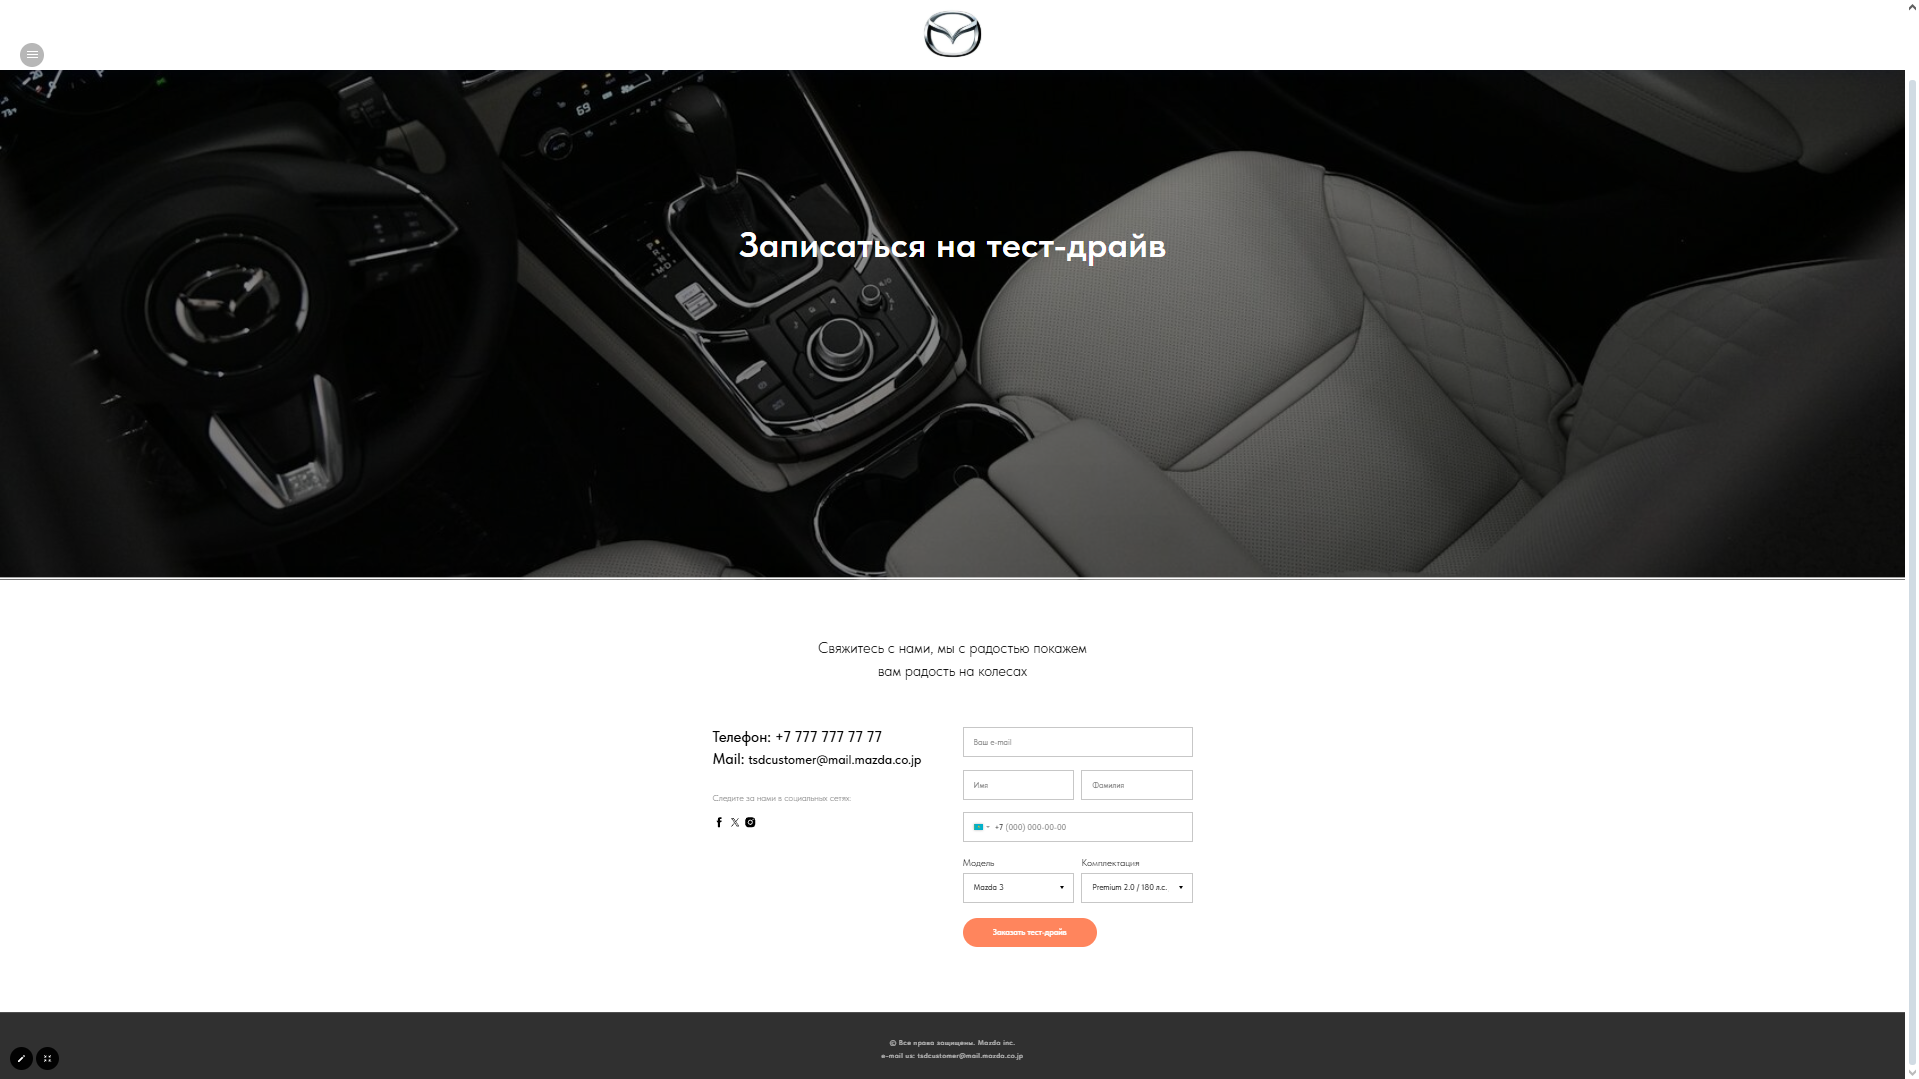 Записаться на тест-драйв
Свяжитесь с нами, мы с радостью покажем
вам радость на колесах
Телефон: +7 777 777 77 77
Mail: tsdcustomer@mail.mazda.co.jp
Следите за нами в социальных сетях:
Ваш e-mail
Имя Фамилия
+7 (000) 000-00-00
Модель Комплектация
Mazda 3 Premium 2.0 / 180 л.с.
Заказать тест-драйв
© Все права защищены. Mazda inc.
e-mail us: tsdcustomer@mail.mazda.co.jp